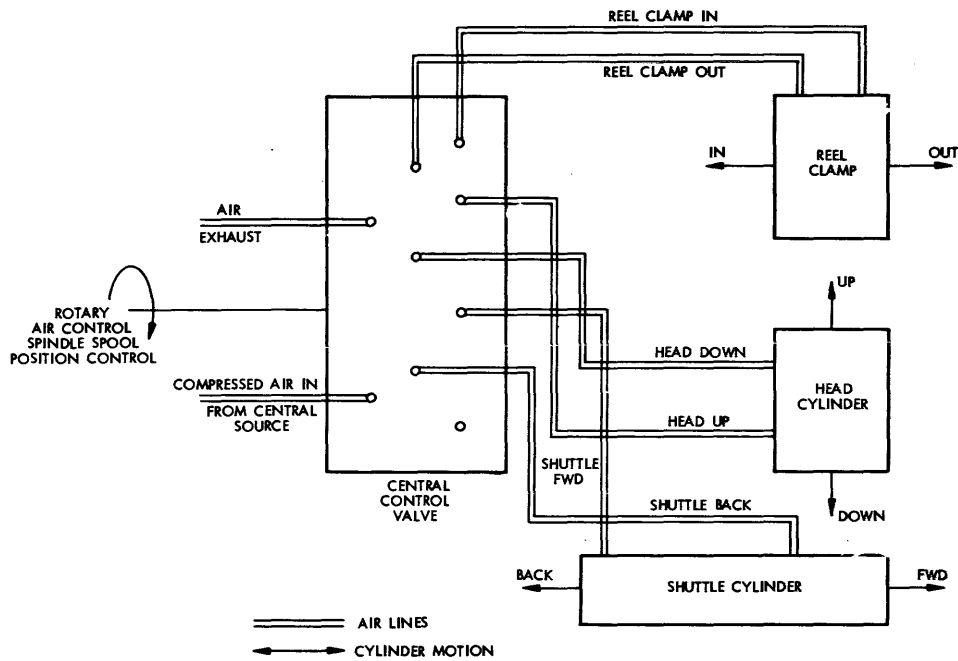 REEL CLAMP IN
REEL CLAMP OUT
IN
REEL
CLAMP
OUT
AIR
EXHAUST
ROTARY
AIR CONTROL
SPINDLE SPOOL
POSITION CONTROL
UP
HEAD DOWN
HEAD
CYLINDER
COMPRESSED AIR IN
FROM CENTRAL
SOURCE
HEAD UP
CENTRAL
CONTROL
VALVE
SHUTTLE
FWD
SHUTTLE BACK
DOWN
BACK
SHUTTLE CYLINDER
FWD
AIR LINES
CYLINDER MOTION